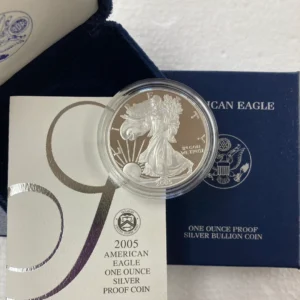 AMERICAN EAGLE
ONE OUNCE PROOF
SILVER BULLION COIN
2005
AMERICAN
EAGLE
ONE OUNCE
SILVER
PROOF COIN